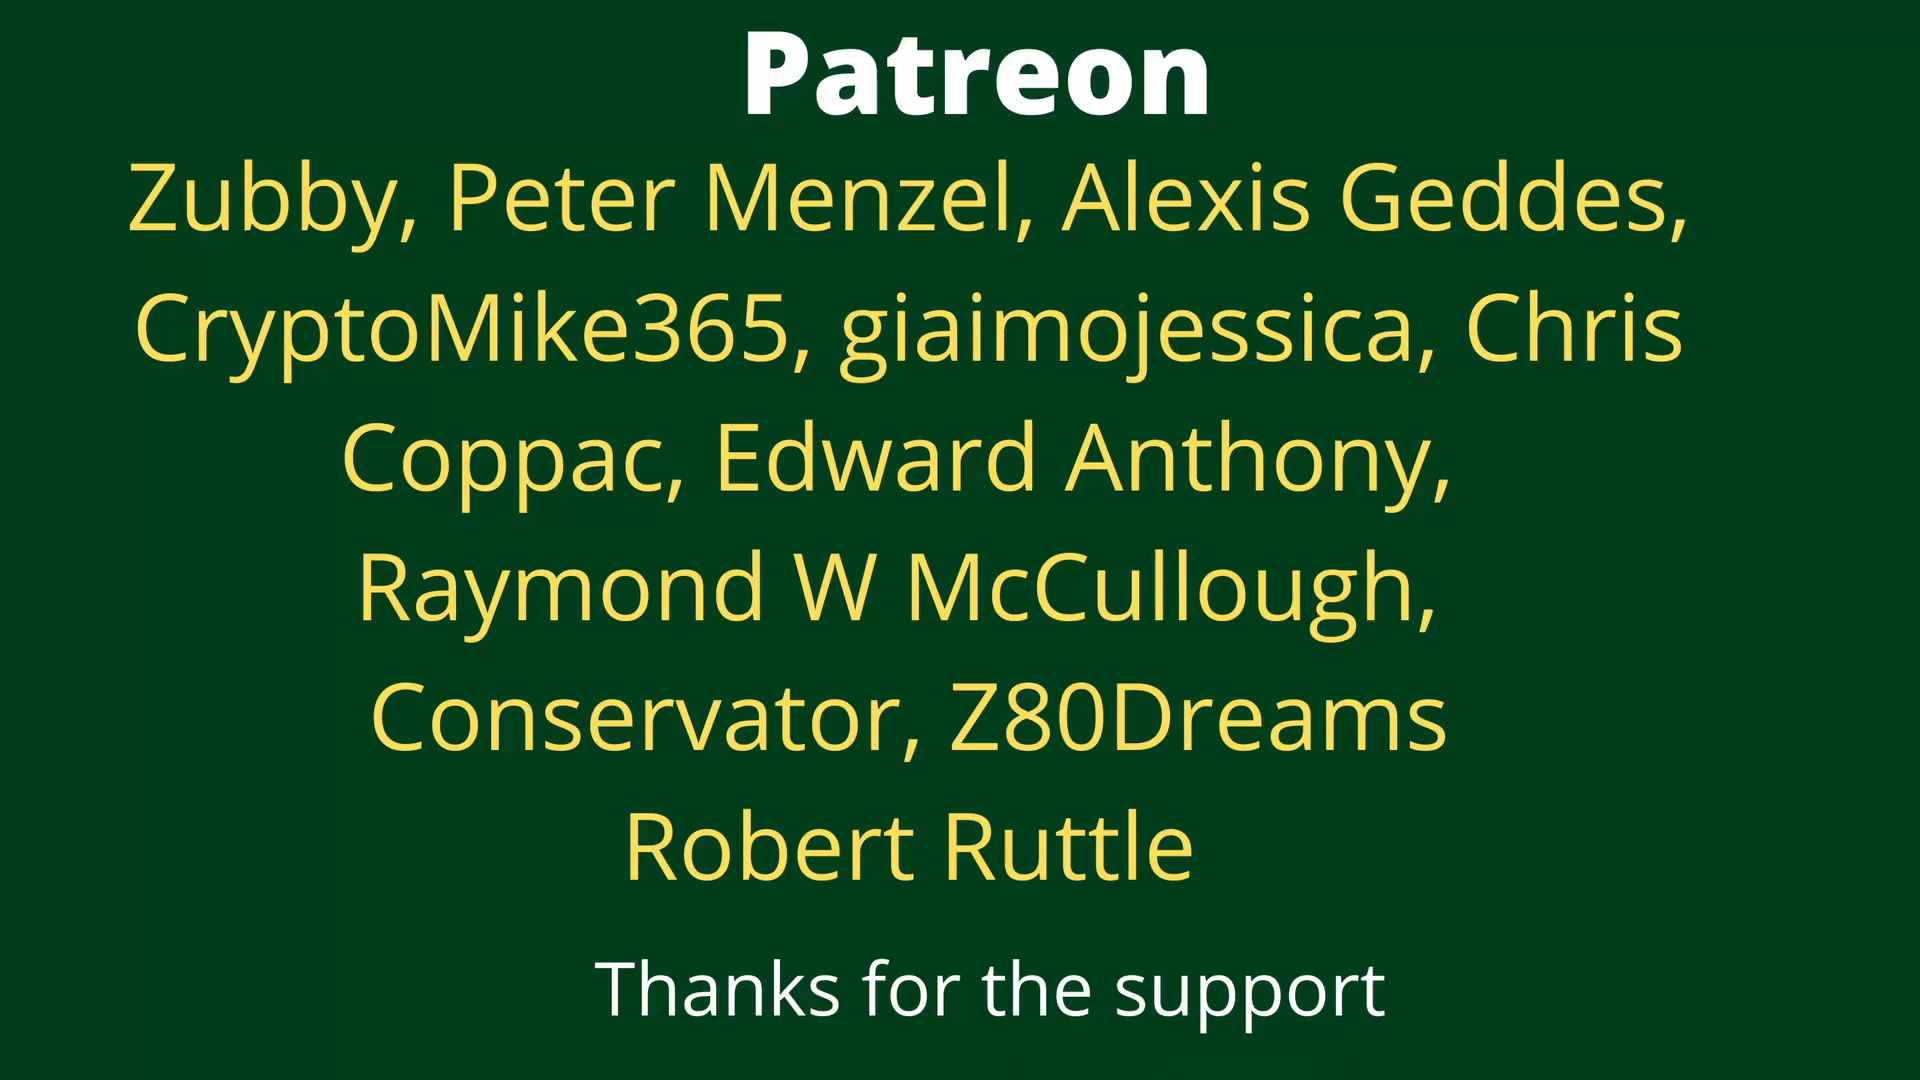 Patreon
Zubby, Peter Menzel, Alexis Geddes,
CryptoMike365, giaimojessica, Chris
Coppac, Edward Anthony,
Raymond W McCullough,
Conservator, Z80Dreams
Robert Ruttle
Thanks for the support